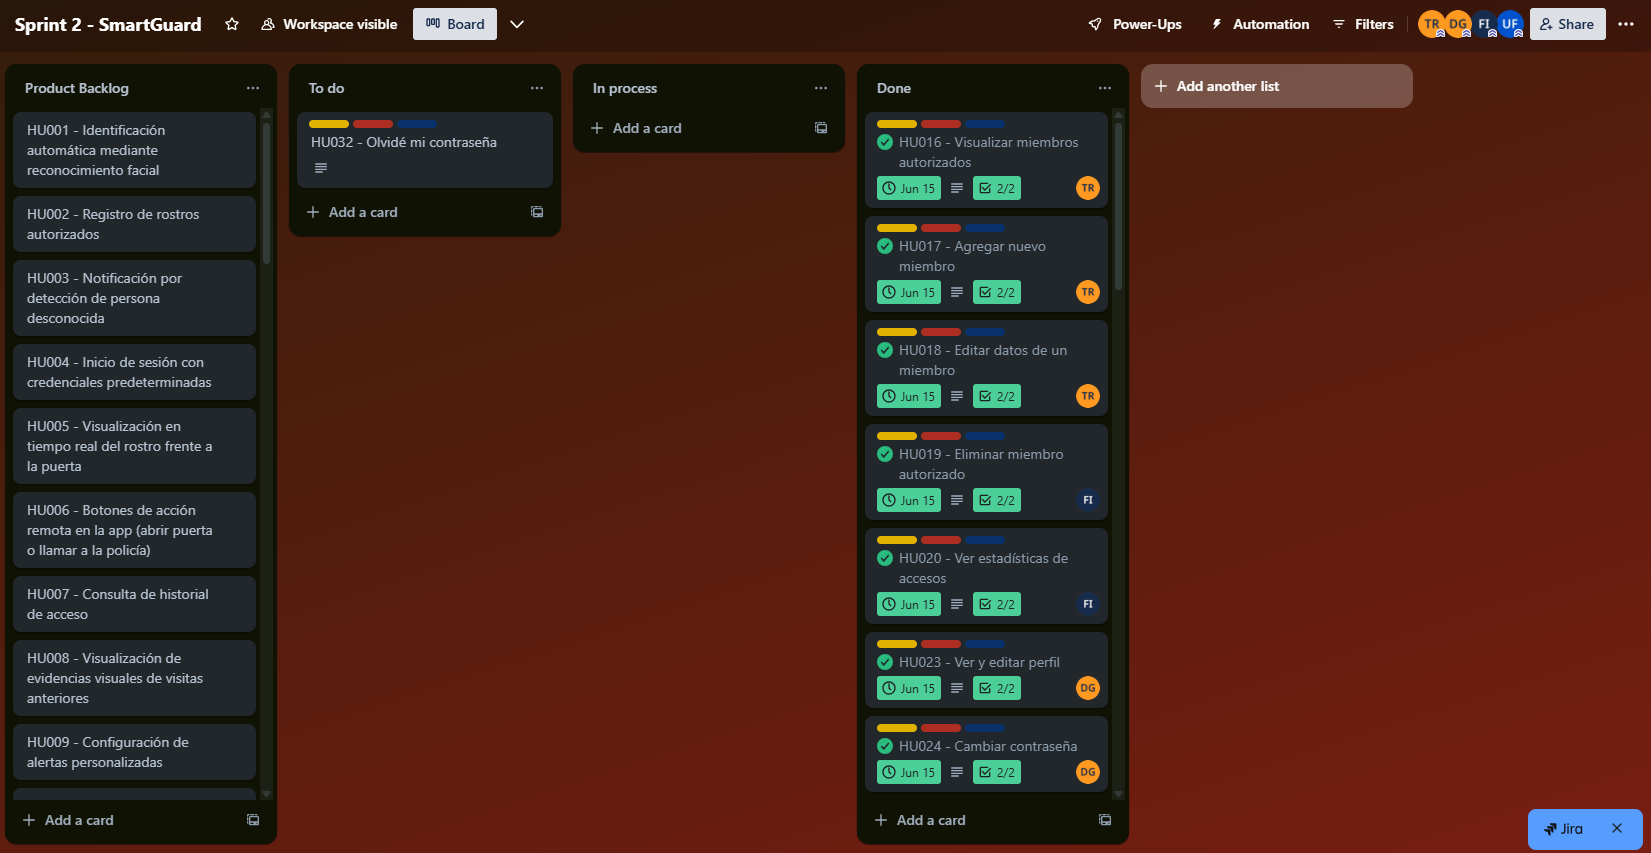 Sprint 2 - SmartGuard
Workspace visible
Board
Power-Ups
Automation
Filters
TR
DG
FI
UF
Share
Product Backlog
HU001 - Identificación
automática mediante
reconocimiento facial
HU002 - Registro de rostros
autorizados
HU003 - Notificación por
detección de persona
desconocida
HU004 - Inicio de sesión con
credenciales predeterminadas
HU005 - Visualización en
tiempo real del rostro frente a
la puerta
HU006 - Botones de acción
remota en la app (abrir puerta
o llamar a la policía)
HU007 - Consulta de historial
de acceso
HU008 - Visualización de
evidencias visuales de visitas
anteriores
HU009 - Configuración de
alertas personalizadas
Add a card
To do
HU032 - Olvidé mi contraseña
Add a card
In process
Add a card
Done
HU016 - Visualizar miembros
autorizados
Jun 15
2/2
TR
HU017 - Agregar nuevo
miembro
Jun 15
2/2
TR
HU018 - Editar datos de un
miembro
Jun 15
2/2
TR
HU019 - Eliminar miembro
autorizado
Jun 15
2/2
FI
HU020 - Ver estadísticas de
accesos
Jun 15
2/2
FI
HU023 - Ver y editar perfil
Jun 15
2/2
DG
HU024 - Cambiar contraseña
Jun 15
2/2
DG
Add a card
Add another list
Jira